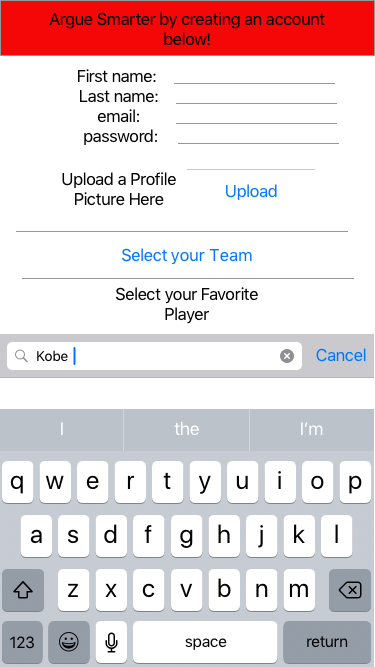 Argue Smarter by creating an account
below!
First name:
Last name:
email:
password:
Upload a Profile
Picture Here
Upload
Select your Team
Select your Favorite
Player
Kobe
Cancel
I the I'm
q w e r t y u i o p
a s d f g h j k l
z x c v b n m
123 space return